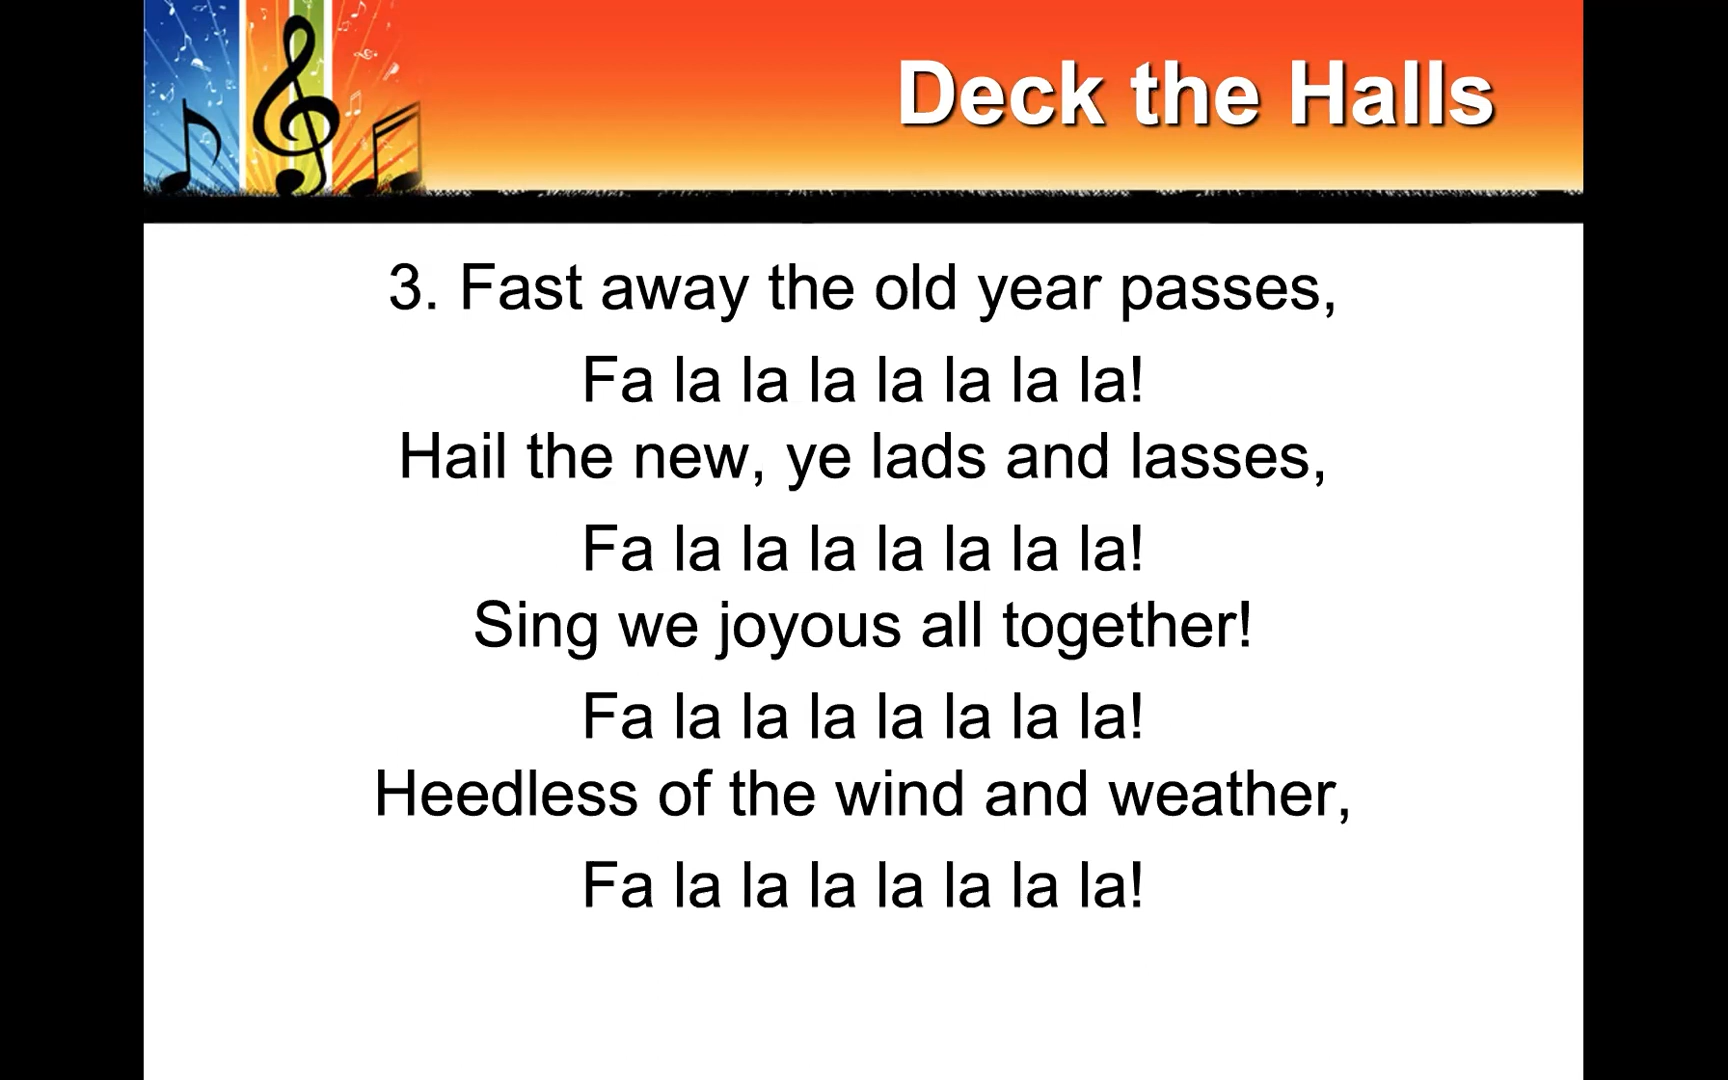 Deck the Halls
3. Fast away the old year passes,
Fa la la la la la la la!
Hail the new, ye lads and lasses,
Fa la la la la la la la!
Sing we joyous all together!
Fa la la la la la la la!
Heedless of the wind and weather,
Fa la la la la la la la!